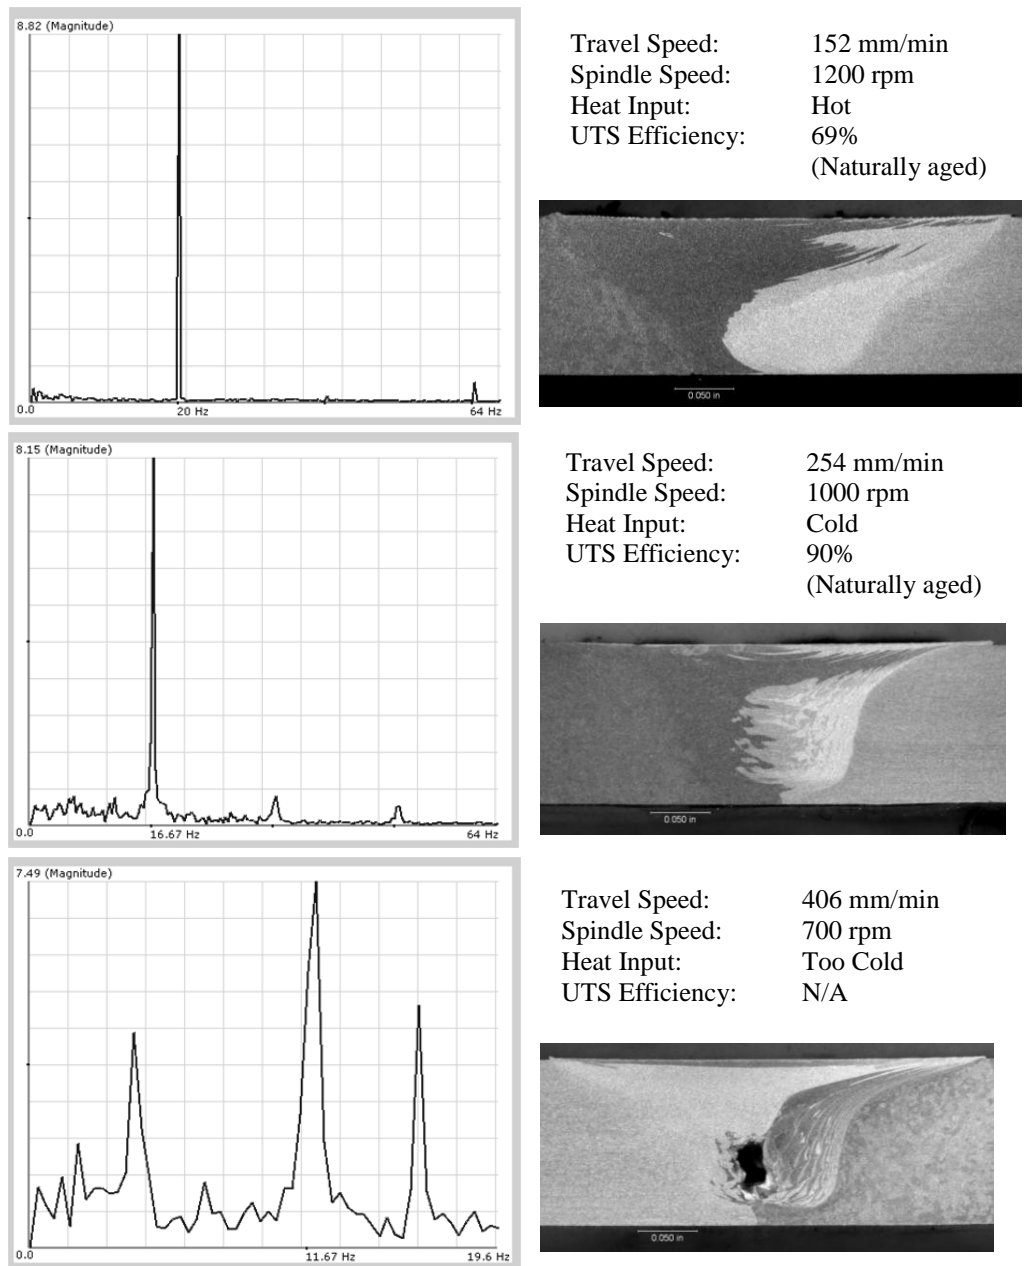 8.82 (Magnitude)
0.0 20 Hz 64 Hz
Travel Speed: 152 mm/min
Spindle Speed: 1200 rpm
Heat Input: Hot
UTS Efficiency: 69%
(Naturally aged)
0.050 in
8.15 (Magnitude)
0.0 16.67 Hz 64 Hz
Travel Speed: 254 mm/min
Spindle Speed: 1000 rpm
Heat Input: Cold
UTS Efficiency: 90%
(Naturally aged)
0.050 in
7.49 (Magnitude)
0.0 11.67 Hz 19.6 Hz
Travel Speed: 406 mm/min
Spindle Speed: 700 rpm
Heat Input: Too Cold
UTS Efficiency: N/A
0.050 in